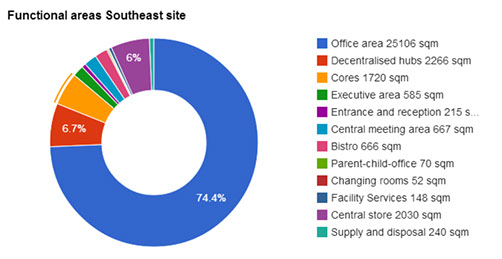 Functional areas Southeast site
Office area 25106 sqm
Decentralised hubs 2266 sqm
Cores 1720 sqm
Executive area 585 sqm
Entrance and reception 215 s...
Central meeting area 667 sqm
Bistro 666 sqm
Parent-child-office 70 sqm
Changing rooms 52 sqm
Facility Services 148 sqm
Central store 2030 sqm
Supply and disposal 240 sqm
6%
6.7%
74.4%